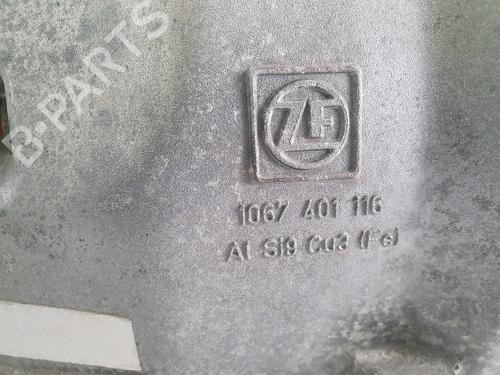 B-PARTS
ZF
1067 401 116
Al Si9 Cu3 (Fe)